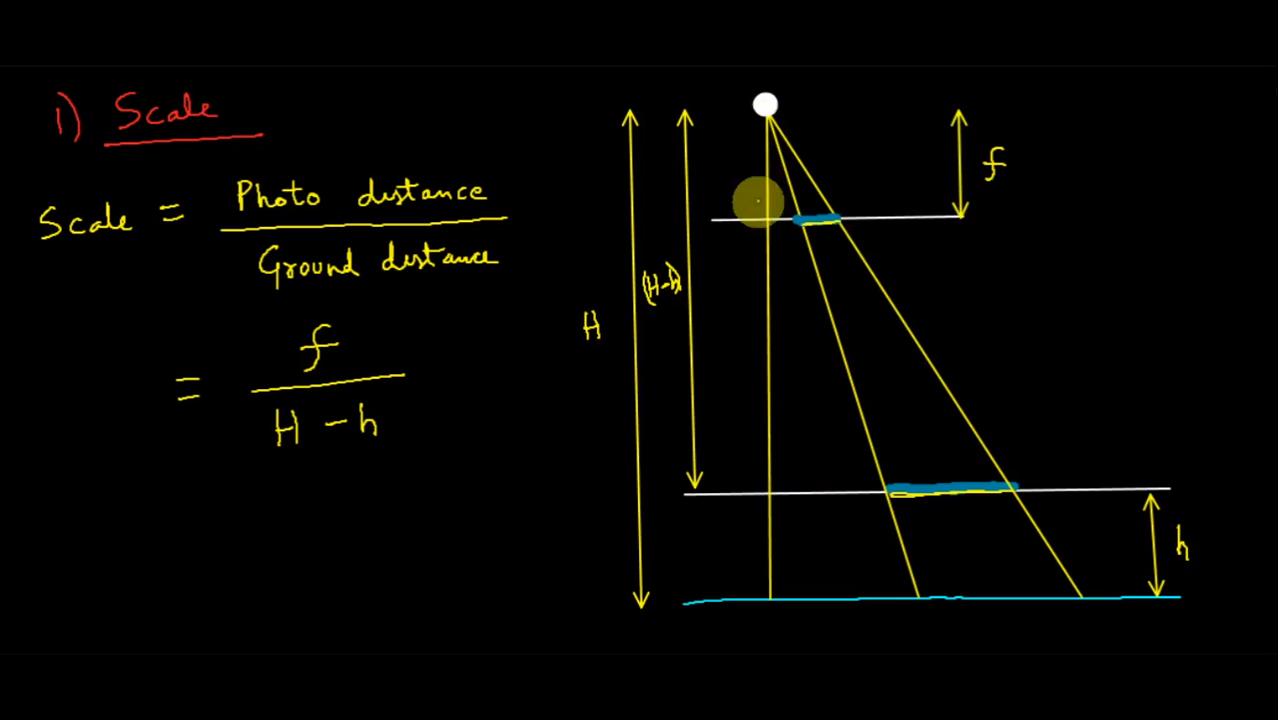 1) Scale
Scale = Photo distance
Ground distance
= f
H - h
H
(H-h)
f
h